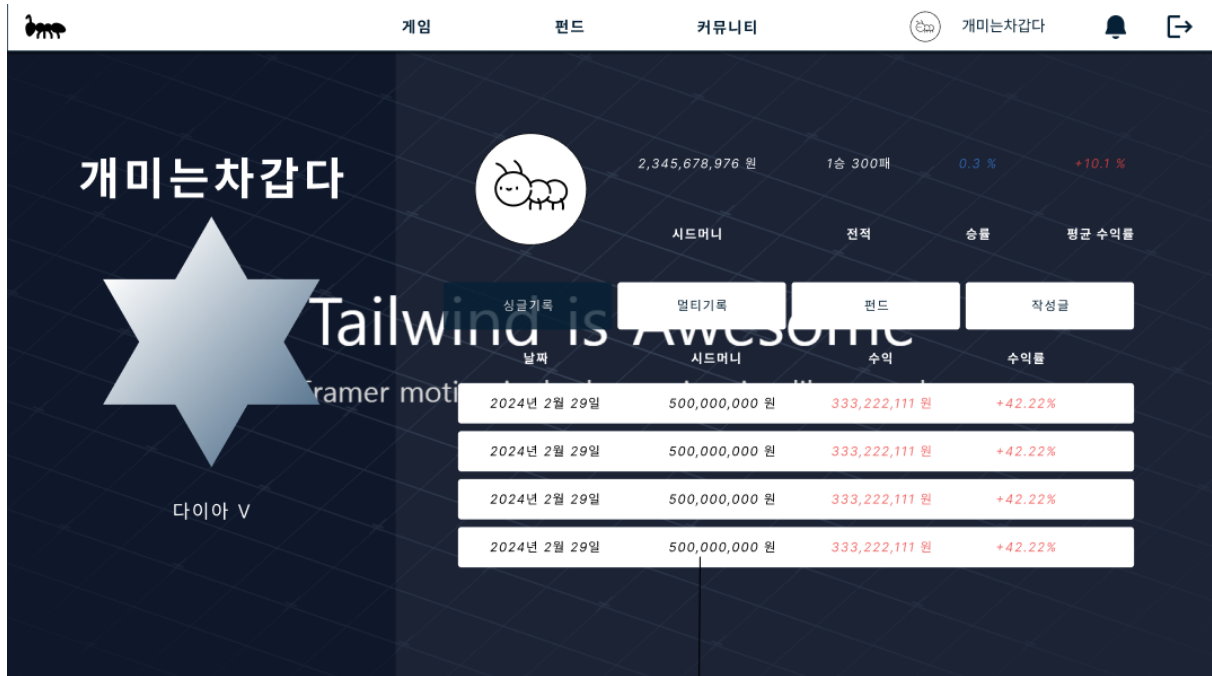 게임 펀드 커뮤니티 개미는차갑다
개미는차갑다
다이아 V
2,345,678,976 원 1승 300패 0.3 % +10.1 %
시드머니 전적 승률 평균 수익률
싱글기록 멀티기록 펀드 작성글
Tailwind is Awesome
날짜 시드머니 수익 수익률
2024년 2월 29일 500,000,000 원 333,222,111 원 +42.22%
2024년 2월 29일 500,000,000 원 333,222,111 원 +42.22%
2024년 2월 29일 500,000,000 원 333,222,111 원 +42.22%
2024년 2월 29일 500,000,000 원 333,222,111 원 +42.22%